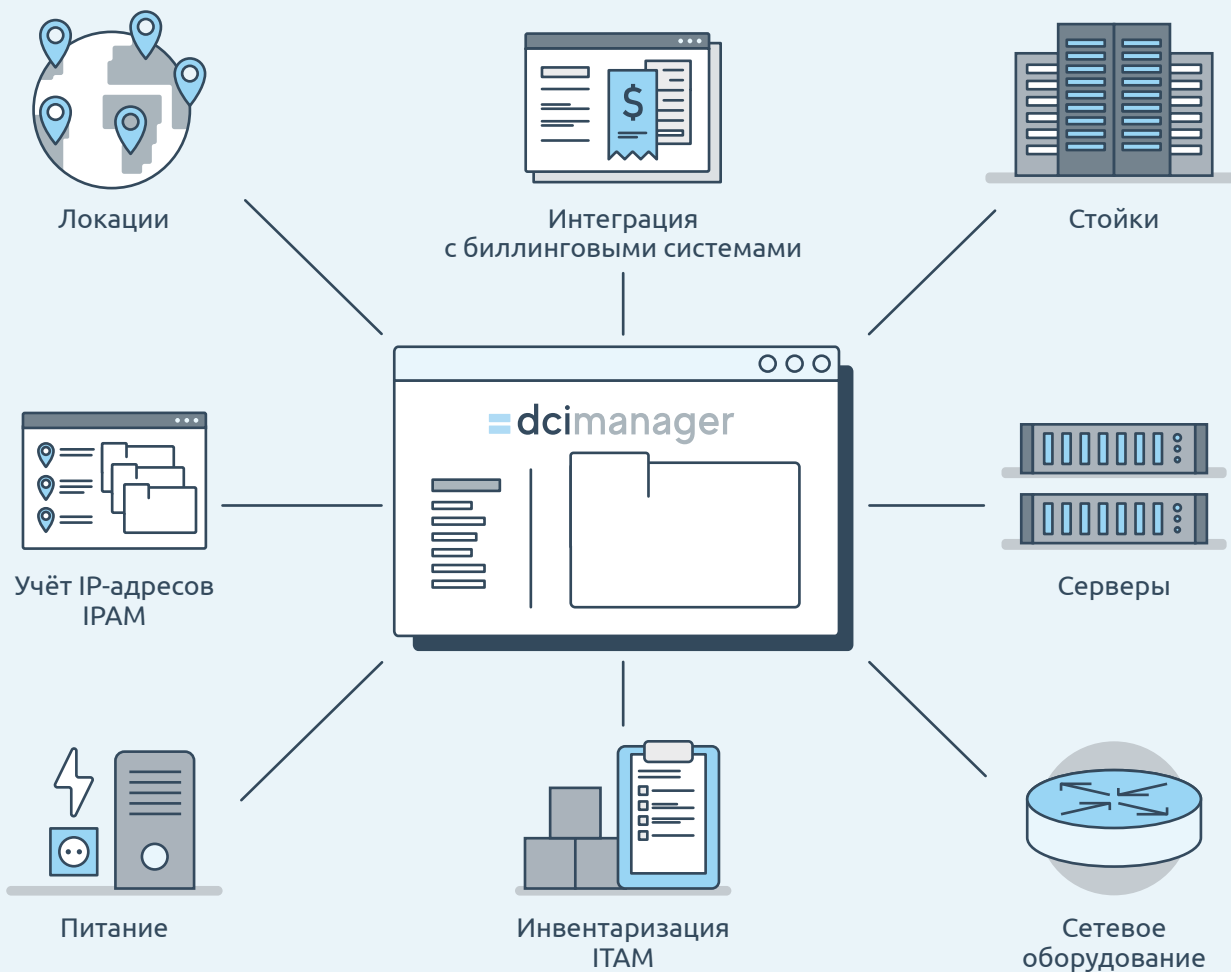 Локации
Интеграция
с биллинговыми системами
Стойки
$
dcimanager
Учёт IP-адресов
IPAM
Серверы
Питание
Инвентаризация
ITAM
Сетевое
оборудование